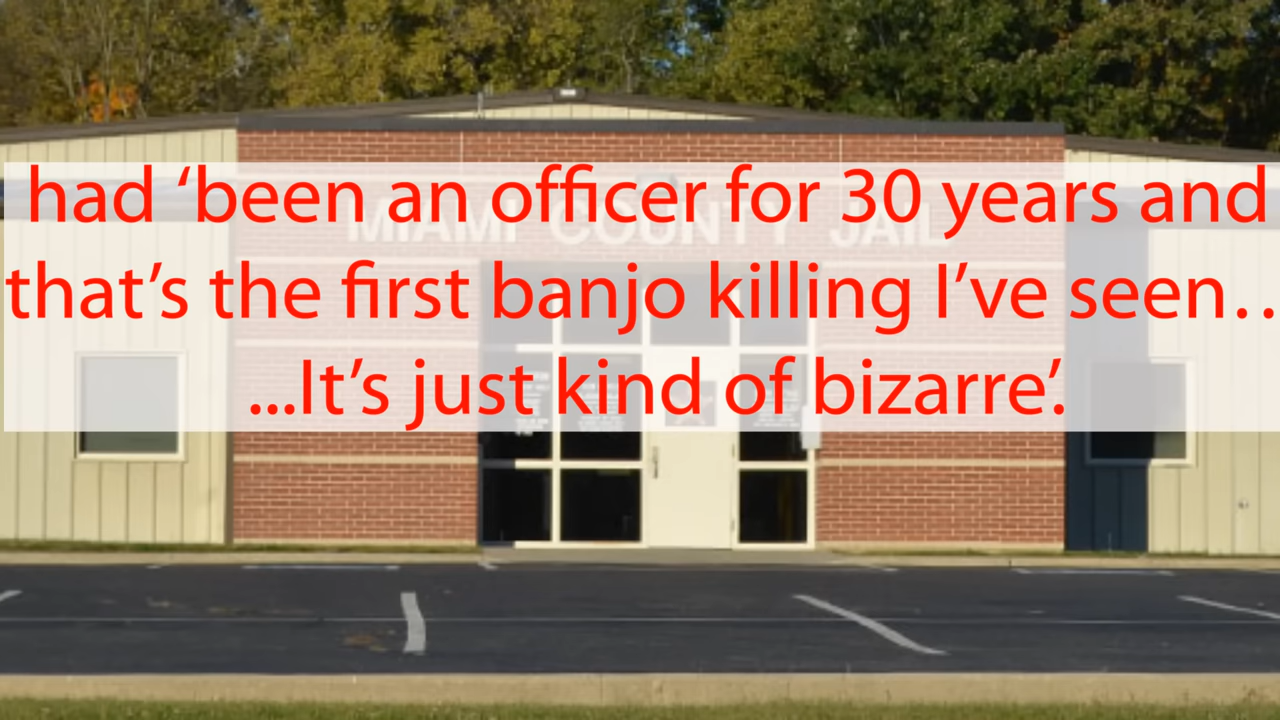 MIAMI COUNTY JAIL
had ‘been an officer for 30 years and
that’s the first banjo killing I’ve seen..
...It’s just kind of bizarre’.